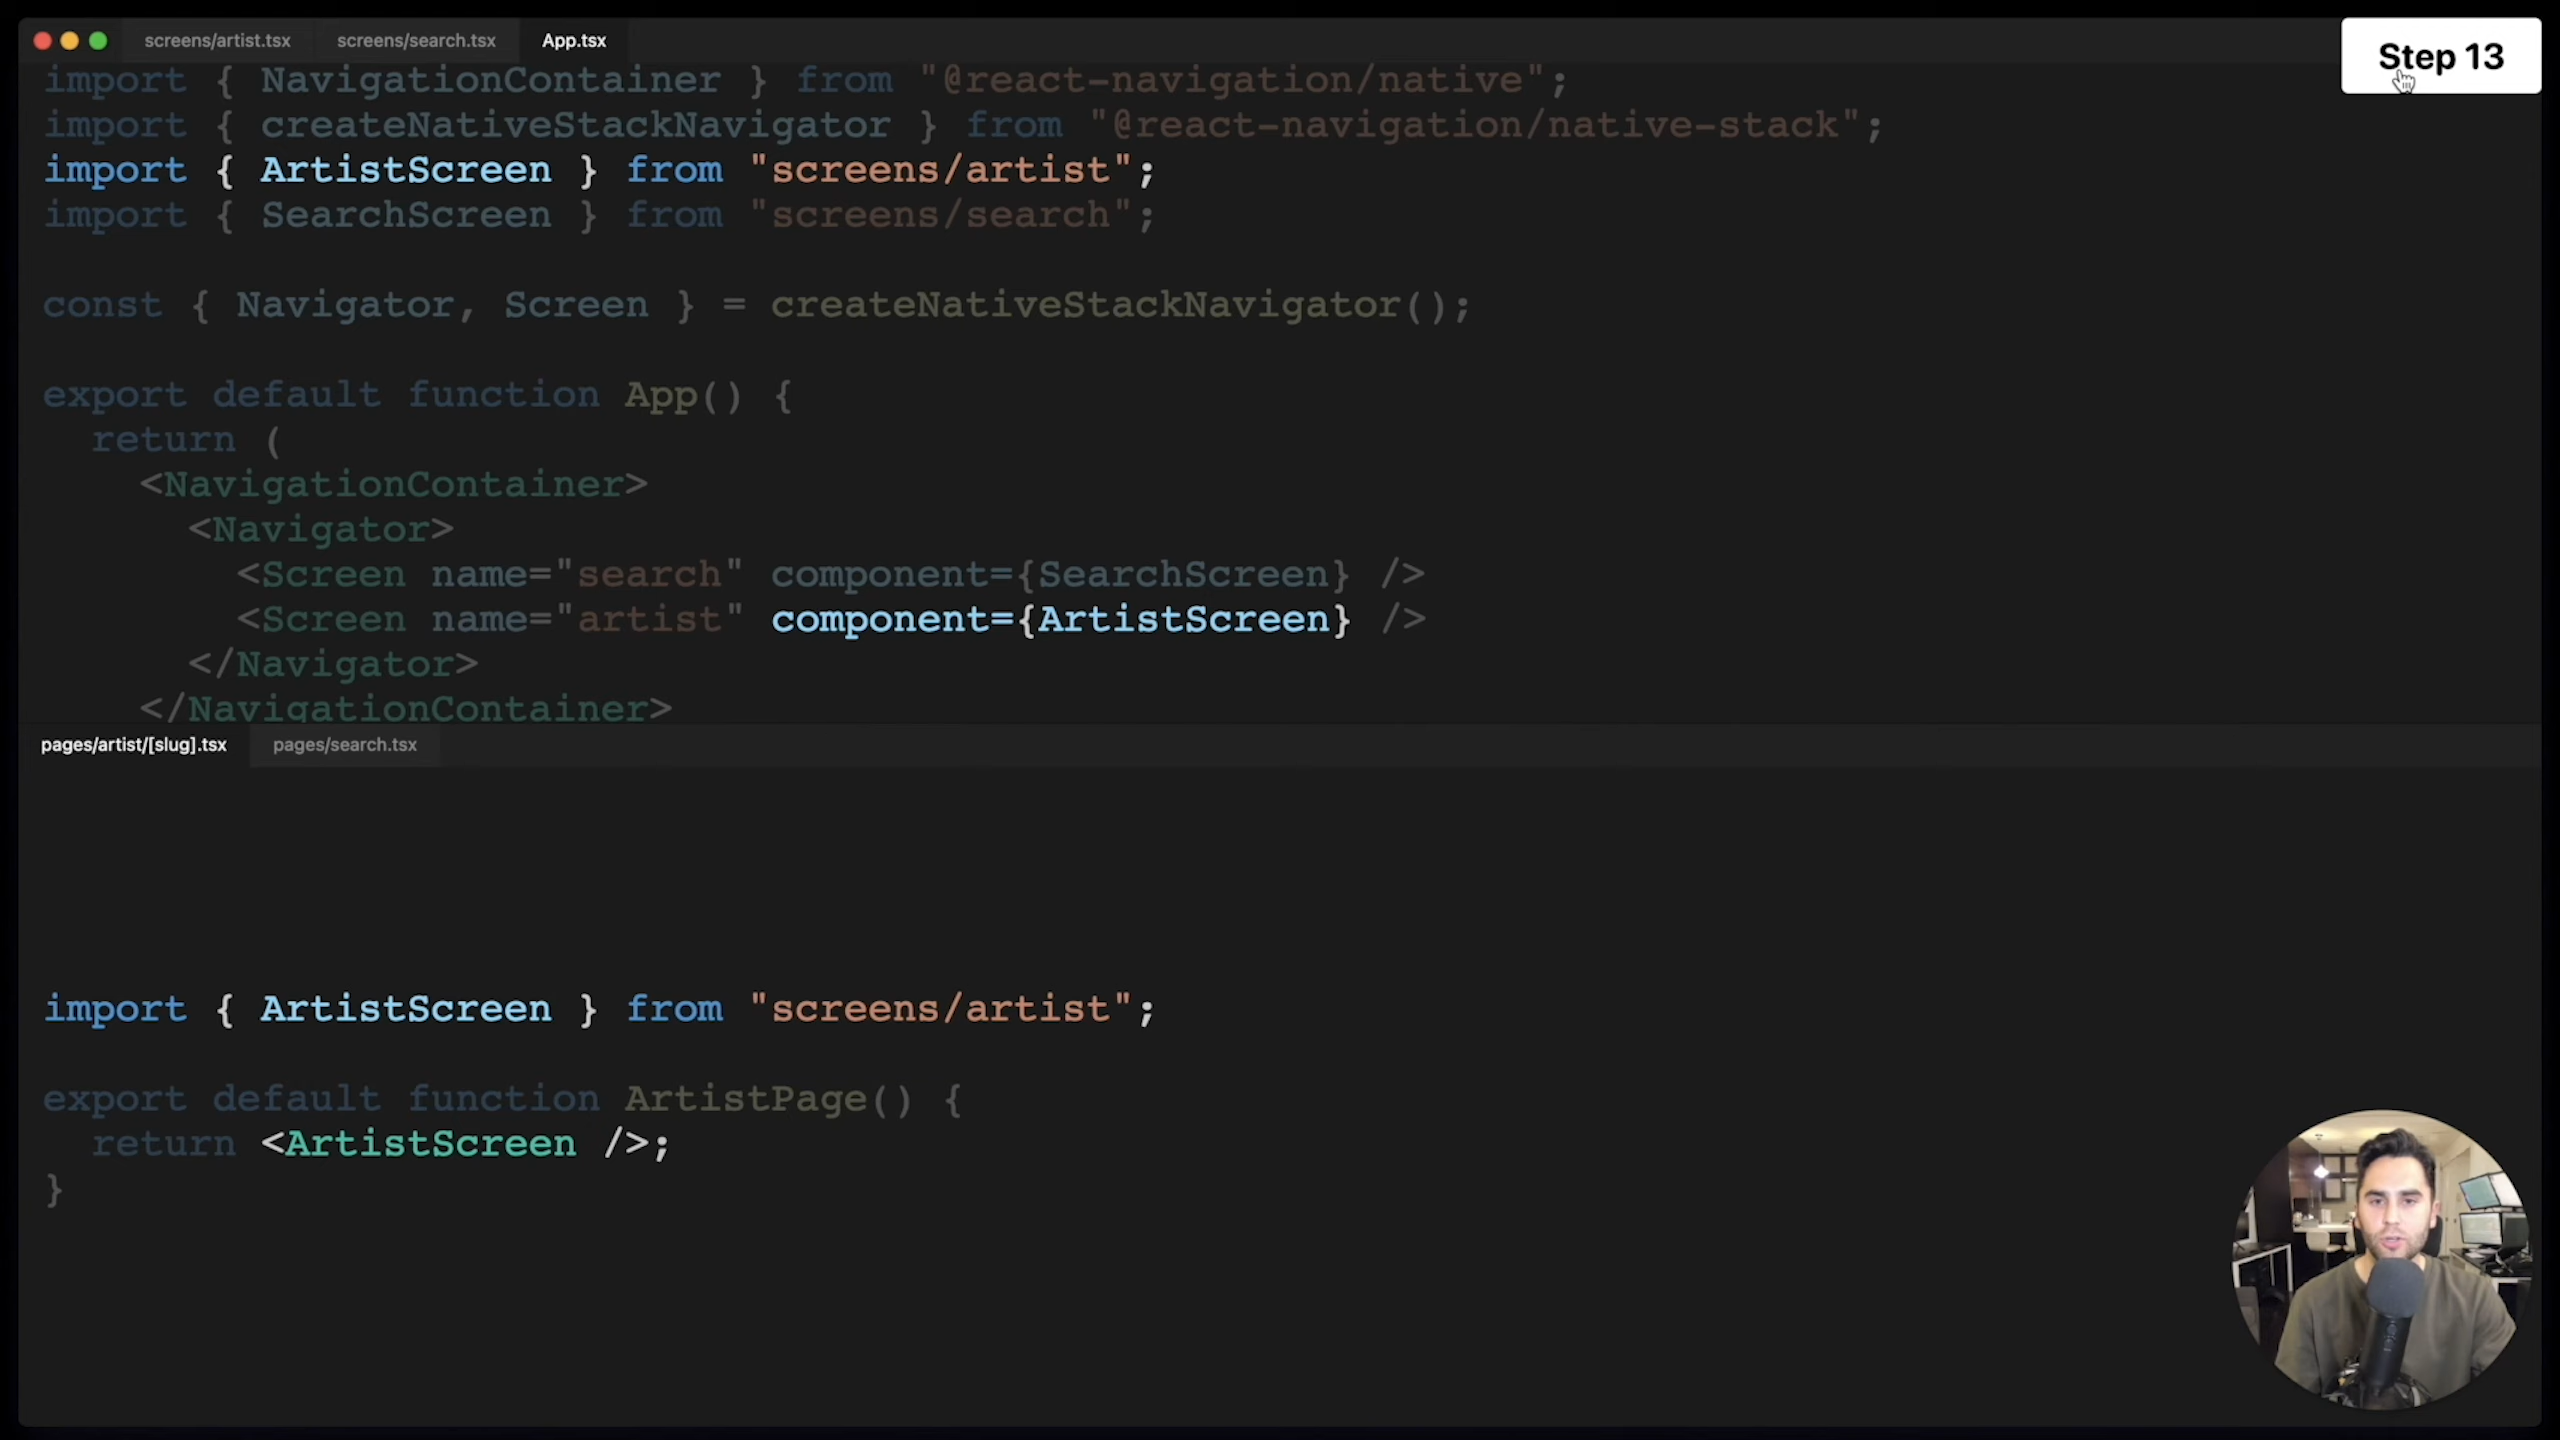 screens/artist.tsx screens/search.tsx App.tsx
Step 13
import { NavigationContainer } from "@react-navigation/native";
import { createNativeStackNavigator } from "@react-navigation/native-stack";
import { ArtistScreen } from "screens/artist";
import { SearchScreen } from "screens/search";
const { Navigator, Screen } = createNativeStackNavigator();
export default function App() {
return (
<NavigationContainer>
<Navigator>
<Screen name="search" component={SearchScreen} />
<Screen name="artist" component={ArtistScreen} />
</Navigator>
</NavigationContainer>
pages/artist/[slug].tsx pages/search.tsx
import { ArtistScreen } from "screens/artist";
export default function ArtistPage() {
return <ArtistScreen />;
}